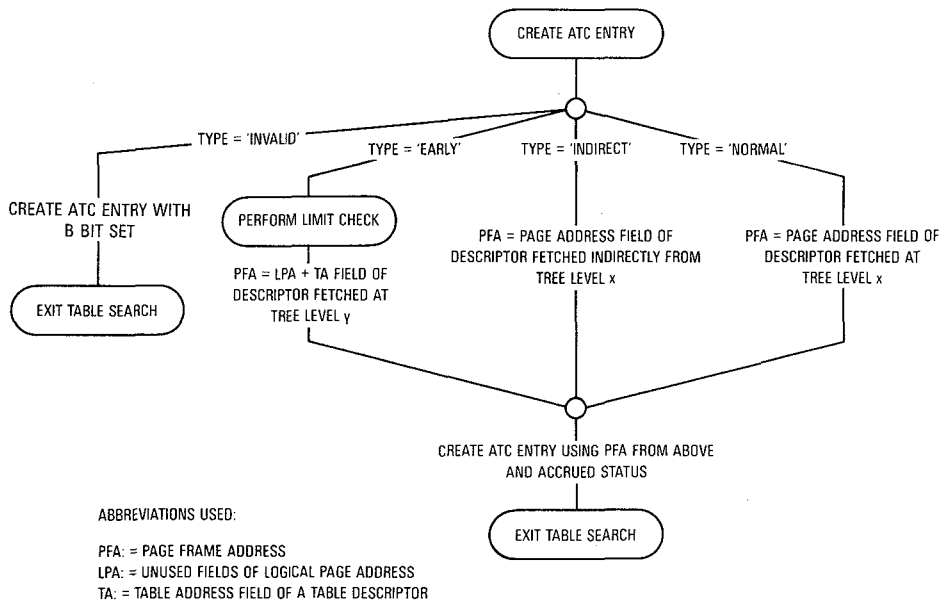 CREATE ATC ENTRY
TYPE = 'INVALID'
TYPE = 'EARLY'
TYPE = 'INDIRECT'
TYPE = 'NORMAL'
CREATE ATC ENTRY WITH
B BIT SET
EXIT TABLE SEARCH
PERFORM LIMIT CHECK
PFA = LPA + TA FIELD OF
DESCRIPTOR FETCHED AT
TREE LEVEL y
PFA = PAGE ADDRESS FIELD OF
DESCRIPTOR FETCHED INDIRECTLY FROM
TREE LEVEL x
PFA = PAGE ADDRESS FIELD OF
DESCRIPTOR FETCHED AT
TREE LEVEL x
CREATE ATC ENTRY USING PFA FROM ABOVE
AND ACCRUED STATUS
EXIT TABLE SEARCH
ABBREVIATIONS USED:
PFA: = PAGE FRAME ADDRESS
LPA: = UNUSED FIELDS OF LOGICAL PAGE ADDRESS
TA: = TABLE ADDRESS FIELD OF A TABLE DESCRIPTOR